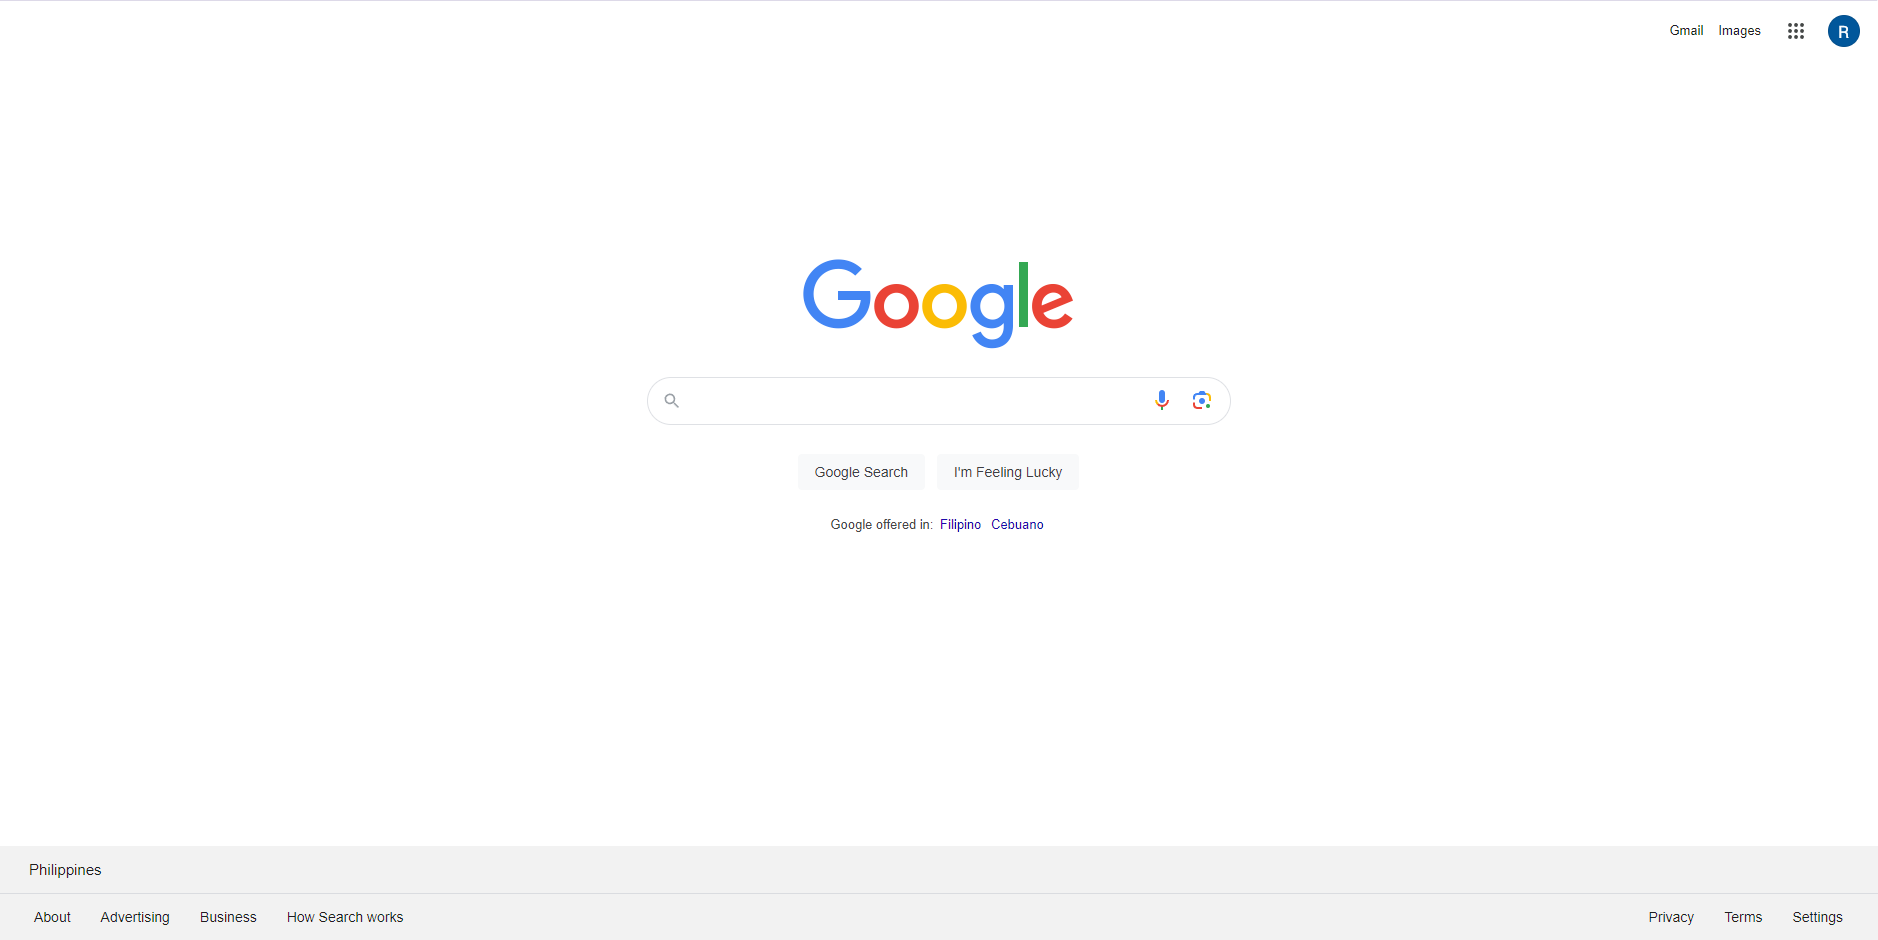 Gmail Images R
Google
Google Search I'm Feeling Lucky
Google offered in: Filipino Cebuano
Philippines
About Advertising Business How Search works Privacy Terms Settings